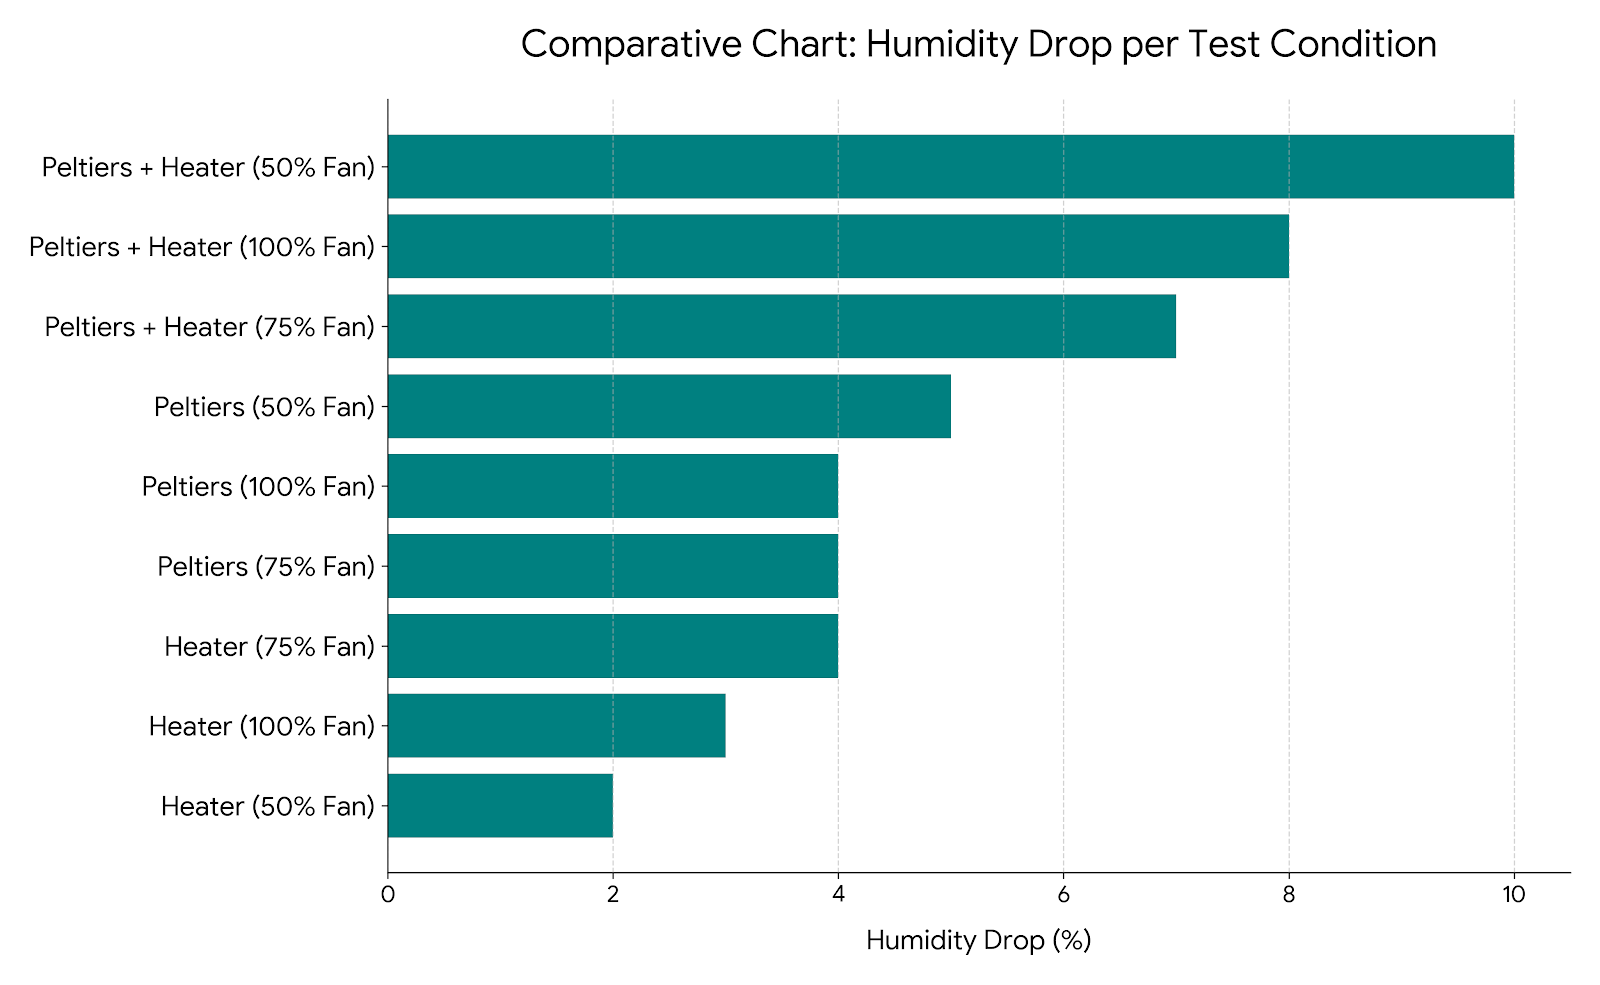 Comparative Chart: Humidity Drop per Test Condition
Peltiers + Heater (50% Fan)
Peltiers + Heater (100% Fan)
Peltiers + Heater (75% Fan)
Peltiers (50% Fan)
Peltiers (100% Fan)
Peltiers (75% Fan)
Heater (75% Fan)
Heater (100% Fan)
Heater (50% Fan)
0 2 4 6 8 10
Humidity Drop (%)